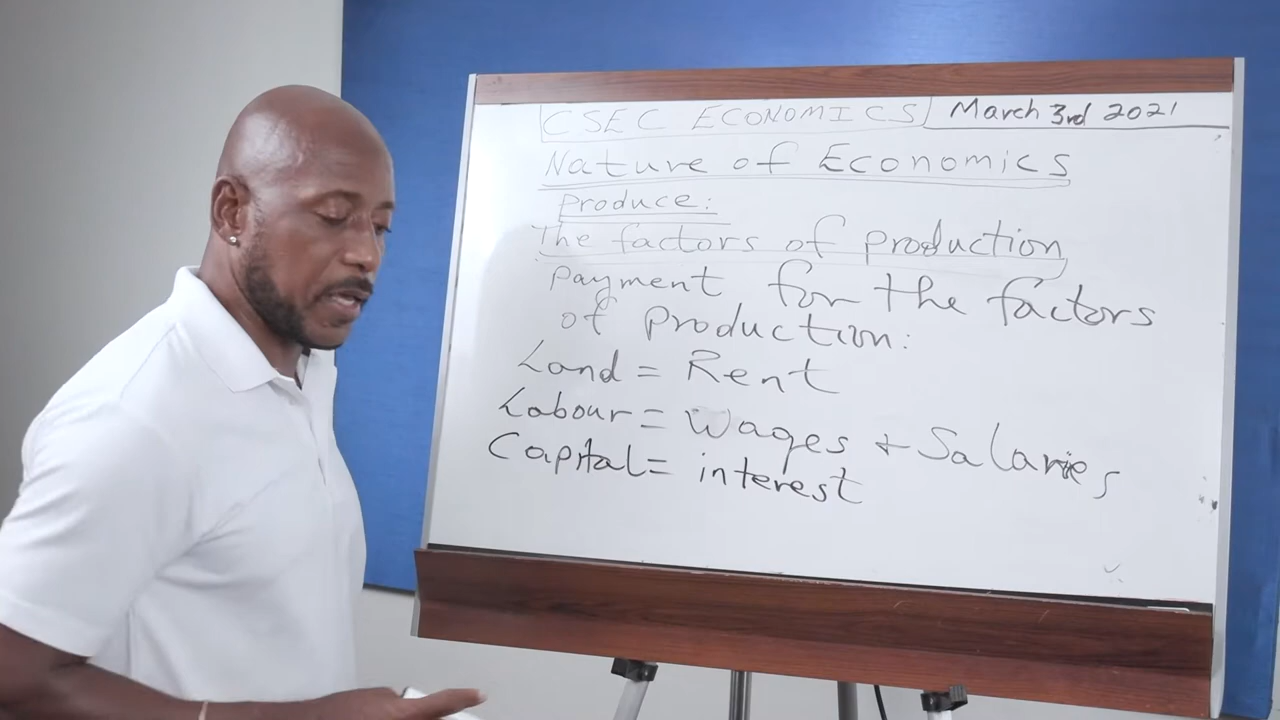 CSEC ECONOMICS March 3rd 2021
Nature of Economics
Produce:
The factors of production
Payment for the factors
of Production:
Land = Rent
Labour = Wages + Salaries
Capital = interest